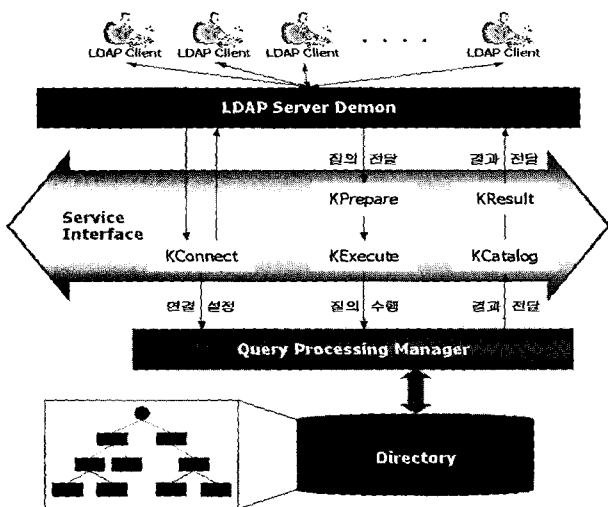 LDAP Client LDAP Client LDAP Client . . . . LDAP Client
LDAP Server Demon
질의 전달 결과 전달
KPrepare KResult
Service
Interface
KConnect KExecute KCatalog
연결 설정 질의 수행 결과 전달
Query Processing Manager
Directory